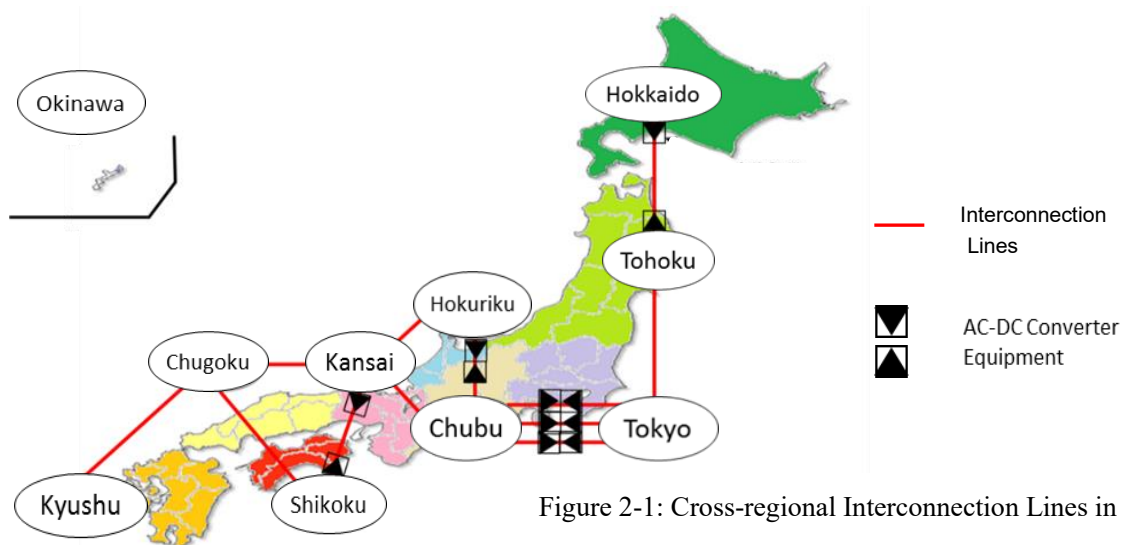 Okinawa
Hokkaido
Interconnection
Lines
Tohoku
Hokuriku
AC-DC Converter
Equipment
Chugoku
Kansai
Chubu
Tokyo
Kyushu
Shikoku
Figure 2-1: Cross-regional Interconnection Lines in